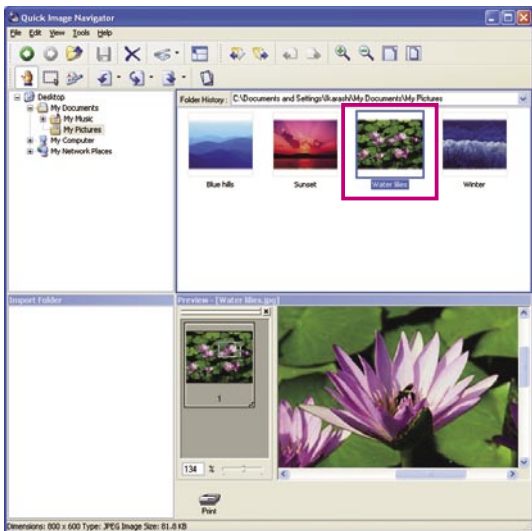 Quick Image Navigator
File Edit View Tools Help
Desktop
My Documents
My Music
My Pictures
My Computer
My Network Places
Folder History : C:\Documents and Settings\Ikarashi\My Documents\My Pictures
Blue hills Sunset Water lilies Winter
Import Folder
Preview - [Water lilies.jpg]
1
134 %
Print
Dimensions: 800 x 600 Type: JPEG Image Size: 81.8 KB